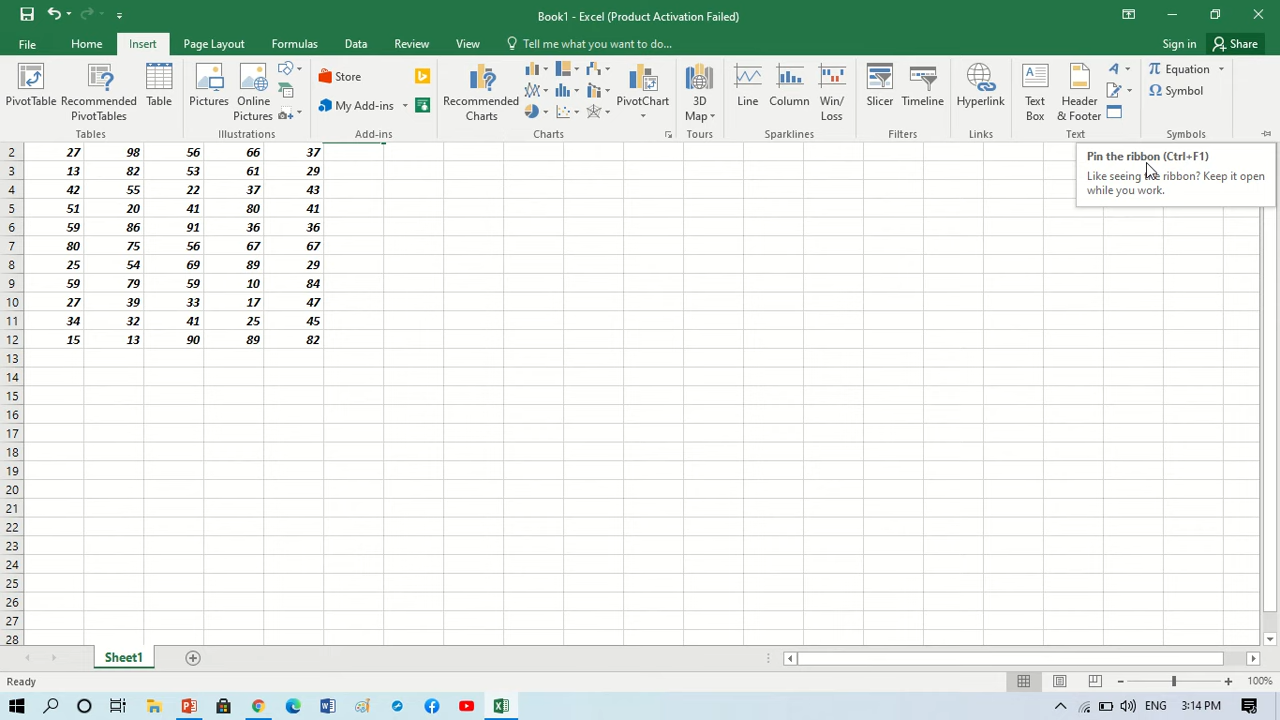 Book1 - Excel (Product Activation Failed)
File Home Insert Page Layout Formulas Data Review View Tell me what you want to do... Sign in Share
PivotTable Recommended PivotTables Table
Tables
Pictures Online Pictures
Illustrations
Store
My Add-ins
Add-ins
Recommended Charts PivotChart
Charts
3D Map
Tours
Line Column Win/Loss
Sparklines
Slicer Timeline
Filters
Hyperlink
Links
Text Box Header & Footer
Text
Equation
Symbol
Symbols
Pin the ribbon (Ctrl+F1)
Like seeing the ribbon? Keep it open
while you work.
2 27 98 56 66 37
3 13 82 53 61 29
4 42 55 22 37 43
5 51 20 41 80 41
6 59 86 91 36 36
7 80 75 56 67 67
8 25 54 69 89 29
9 59 79 59 10 84
10 27 39 33 17 47
11 34 32 41 25 45
12 15 13 90 89 82
13
14
15
16
17
18
19
20
21
22
23
24
25
26
27
28
Sheet1
Ready 100%
ENG 3:14 PM